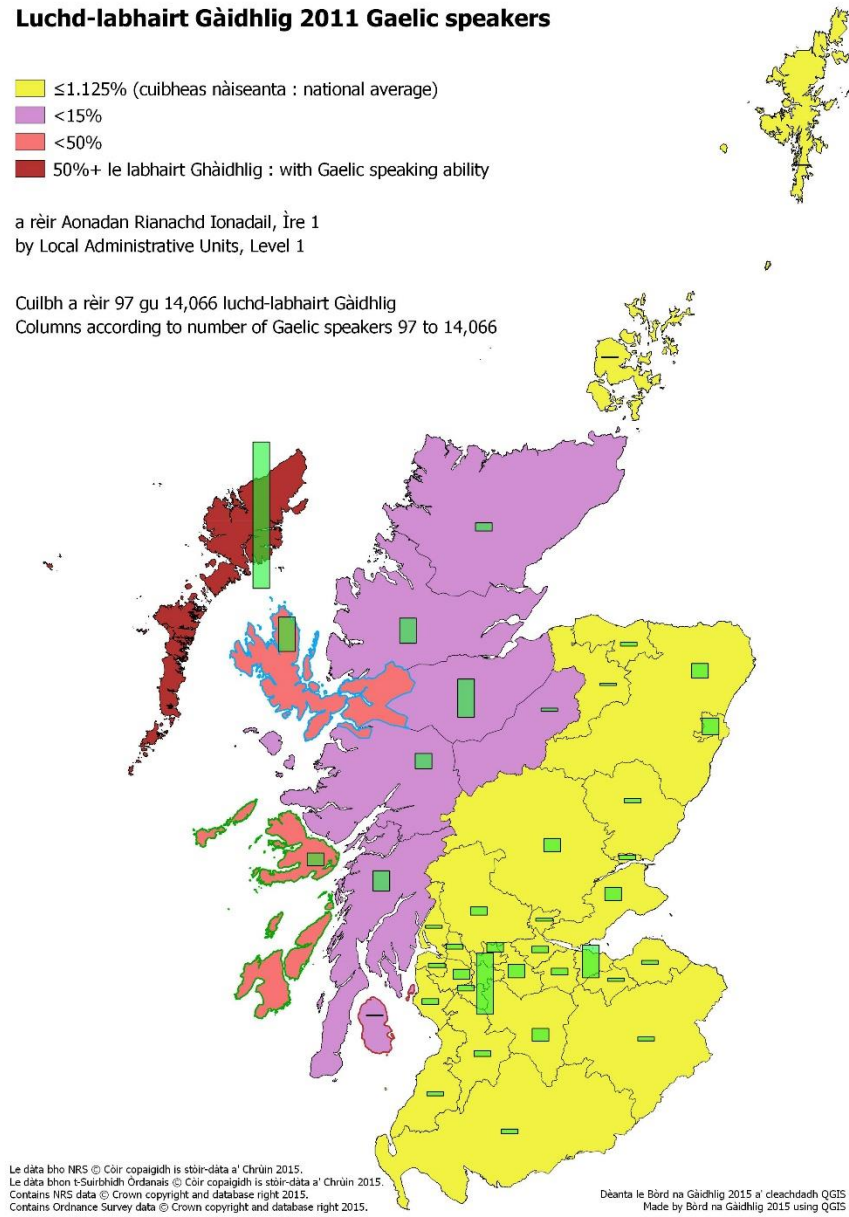 Luchd-labhairt Gàidhlig 2011 Gaelic speakers
≤1.125% (cuibheas nàiseanta : national average)
<15%
<50%
50%+ le labhairt Ghàidhlig : with Gaelic speaking ability
a rèir Aonadan Rianachd Ionadail, Ìre 1
by Local Administrative Units, Level 1
Cuilbh a rèir 97 gu 14,066 luchd-labhairt Gàidhlig
Columns according to number of Gaelic speakers 97 to 14,066
Le dàta bho NRS © Còir copaigidh is stòir-dàta a' Chrùin 2015.
Le dàta bhon t-Suirbhidh Òrdanais © Còir copaigidh is stòir-dàta a' Chrùin 2015.
Contains NRS data © Crown copyright and database right 2015.
Contains Ordnance Survey data © Crown copyright and database right 2015.
Dèanta le Bòrd na Gàidhlig 2015 a' cleachdadh QGIS
Made by Bòrd na Gàidhlig 2015 using QGIS